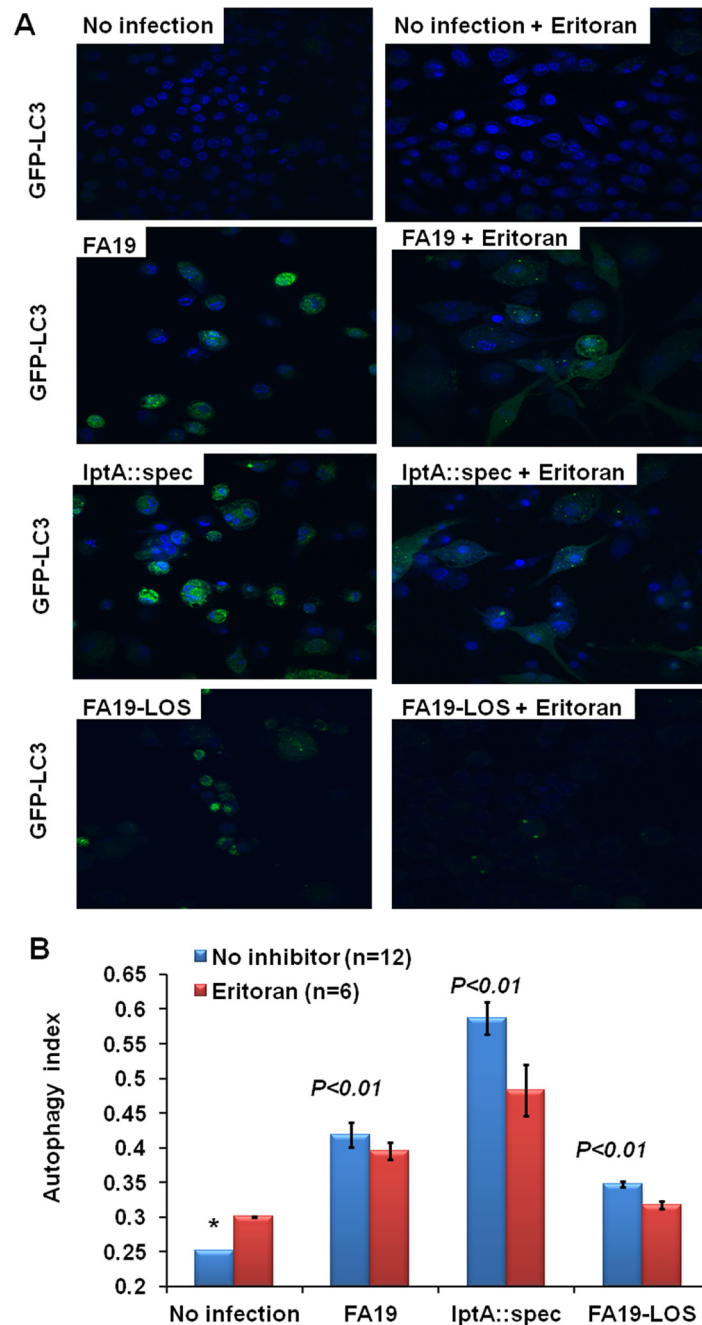 A
No infection
No infection + Eritoran
GFP-LC3
FA19
FA19 + Eritoran
GFP-LC3
lptA::spec
lptA::spec + Eritoran
GFP-LC3
FA19-LOS
FA19-LOS + Eritoran
GFP-LC3
B
No inhibitor (n=12)
Eritoran (n=6)
Autophagy index
0.65
0.6
0.55
0.5
0.45
0.4
0.35
0.3
0.25
0.2
*
P<0.01
P<0.01
P<0.01
No infection
FA19
lptA::spec
FA19-LOS